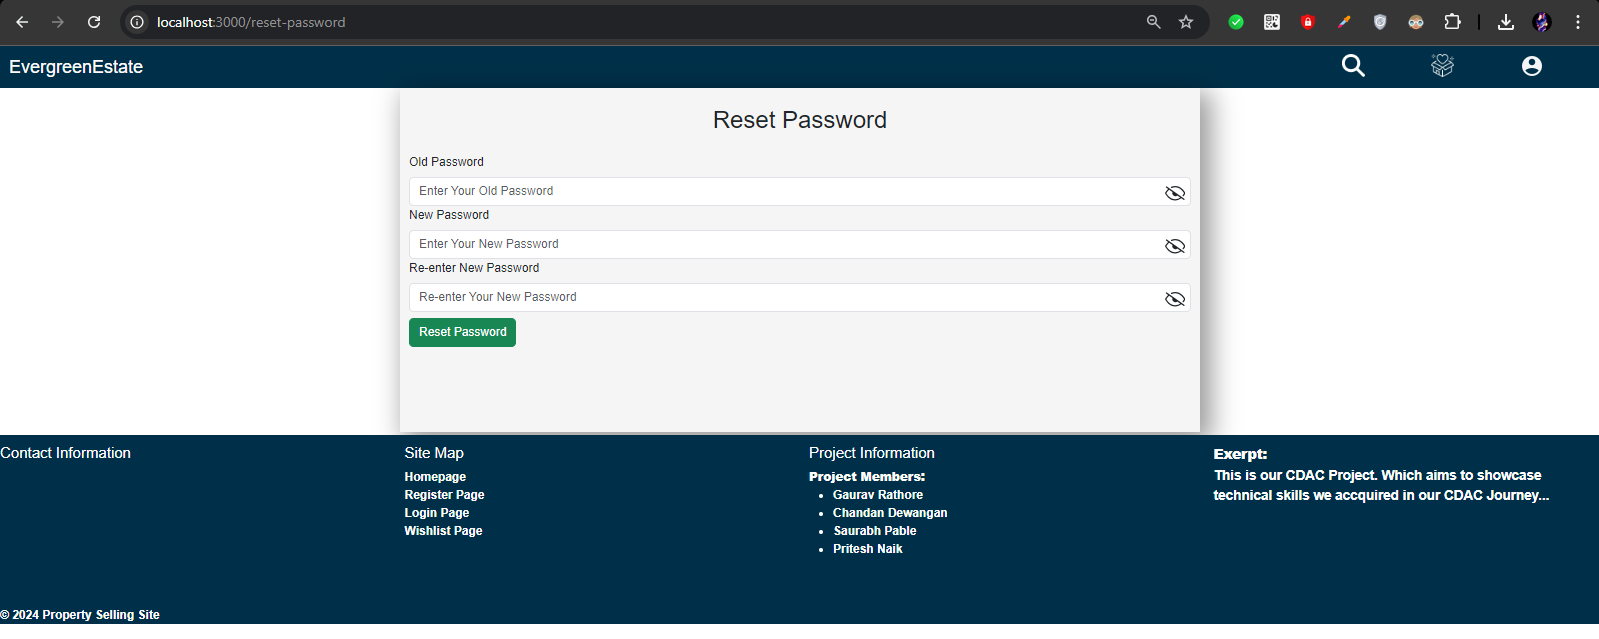 localhost:3000/reset-password
EvergreenEstate
Reset Password
Old Password
Enter Your Old Password
New Password
Enter Your New Password
Re-enter New Password
Re-enter Your New Password
Reset Password
Contact Information
Site Map
Homepage
Register Page
Login Page
Wishlist Page
Project Information
Project Members:
Gaurav Rathore
Chandan Dewangan
Saurabh Pable
Pritesh Naik
Exerpt:
This is our CDAC Project. Which aims to showcase
technical skills we accquired in our CDAC Journey...
© 2024 Property Selling Site